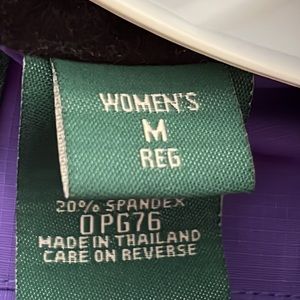 WOMEN'S
M
REG
20% SPANDEX
OPG76
MADE IN THAILAND
CARE ON REVERSE